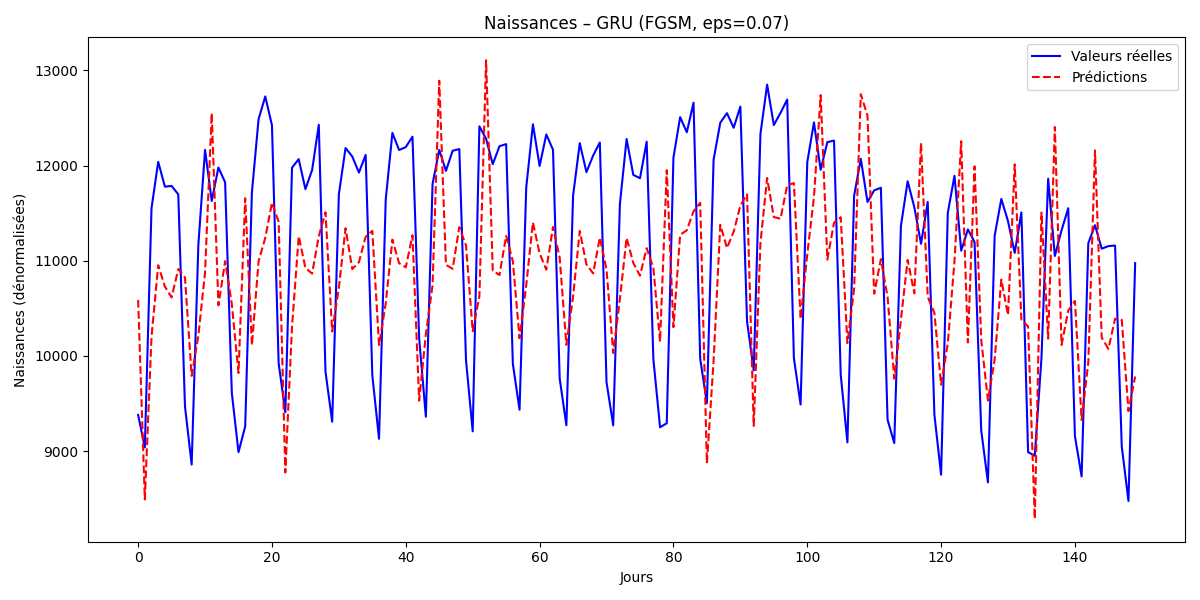 Naissances – GRU (FGSM, eps=0.07)
Valeurs réelles
Prédictions
Naissances (dénormalisées)
13000
12000
11000
10000
9000
0 20 40 60 80 100 120 140
Jours